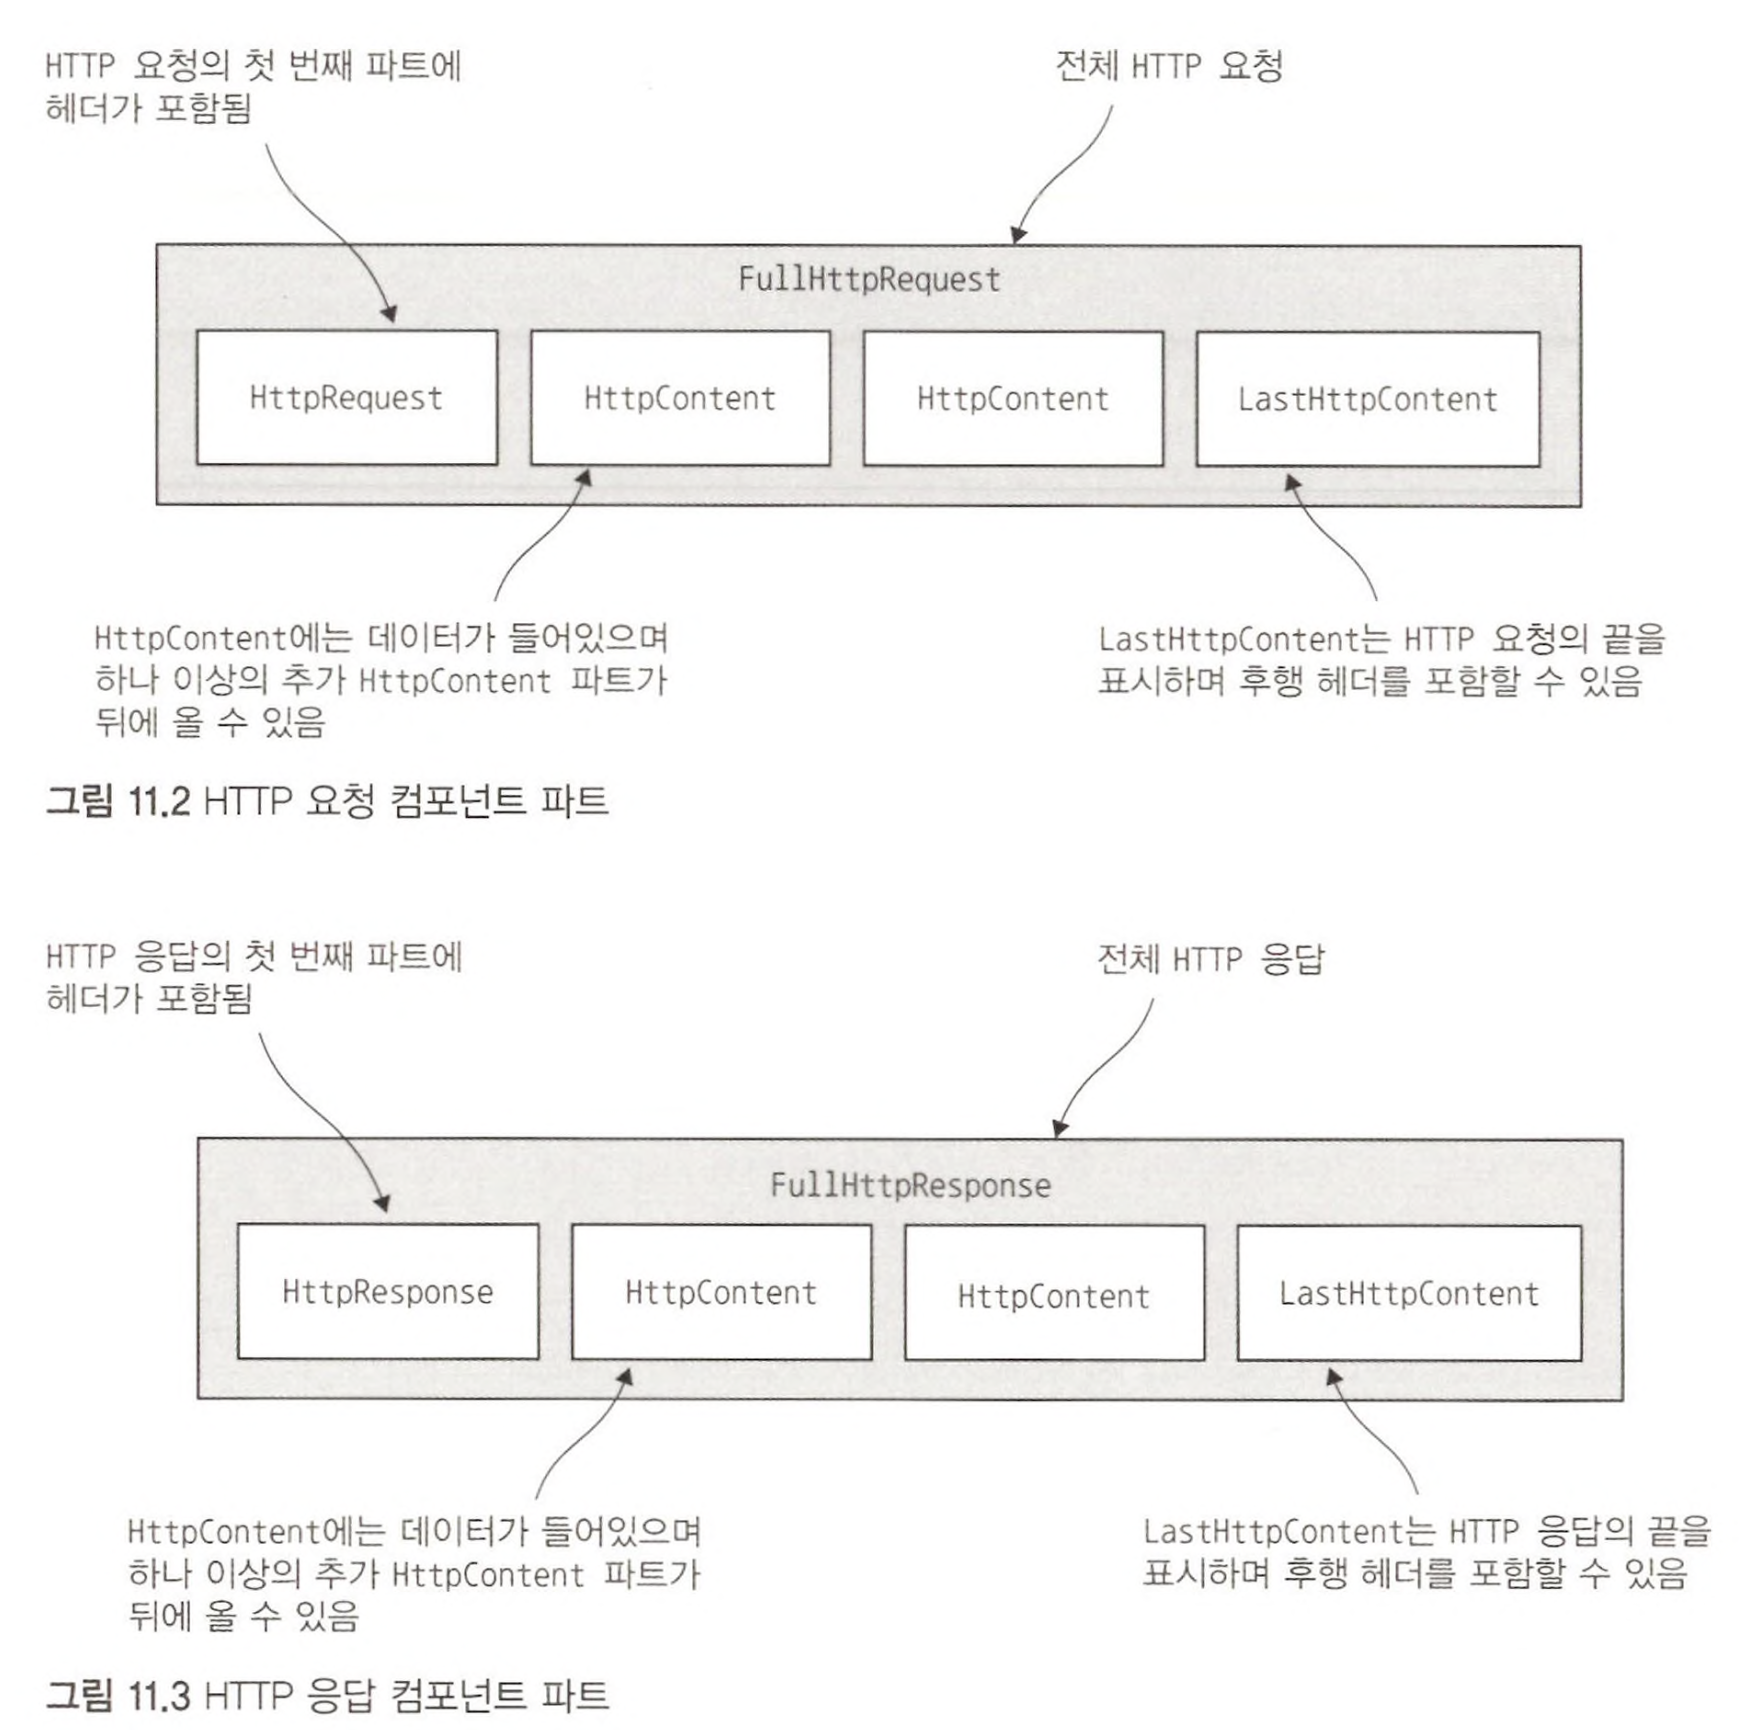 HTTP 요청의 첫 번째 파트에
헤더가 포함됨
전체 HTTP 요청
FullHttpRequest
HttpRequest
HttpContent
HttpContent
LastHttpContent
HttpContent에는 데이터가 들어있으며
하나 이상의 추가 HttpContent 파트가
뒤에 올 수 있음
LastHttpContent는 HTTP 요청의 끝을
표시하며 후행 헤더를 포함할 수 있음
그림 11.2 HTTP 요청 컴포넌트 파트
HTTP 응답의 첫 번째 파트에
헤더가 포함됨
전체 HTTP 응답
FullHttpResponse
HttpResponse
HttpContent
HttpContent
LastHttpContent
HttpContent에는 데이터가 들어있으며
하나 이상의 추가 HttpContent 파트가
뒤에 올 수 있음
LastHttpContent는 HTTP 응답의 끝을
표시하며 후행 헤더를 포함할 수 있음
그림 11.3 HTTP 응답 컴포넌트 파트